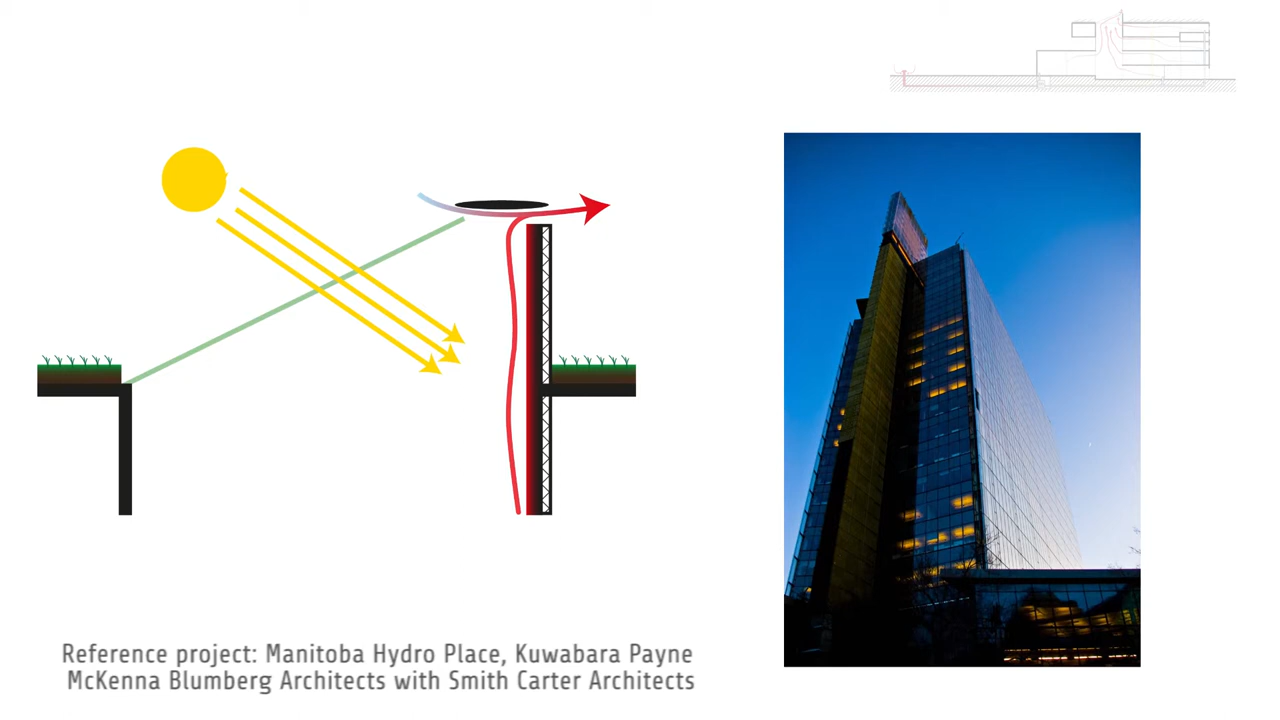 Reference project: Manitoba Hydro Place, Kuwabara Payne
McKenna Blumberg Architects with Smith Carter Architects